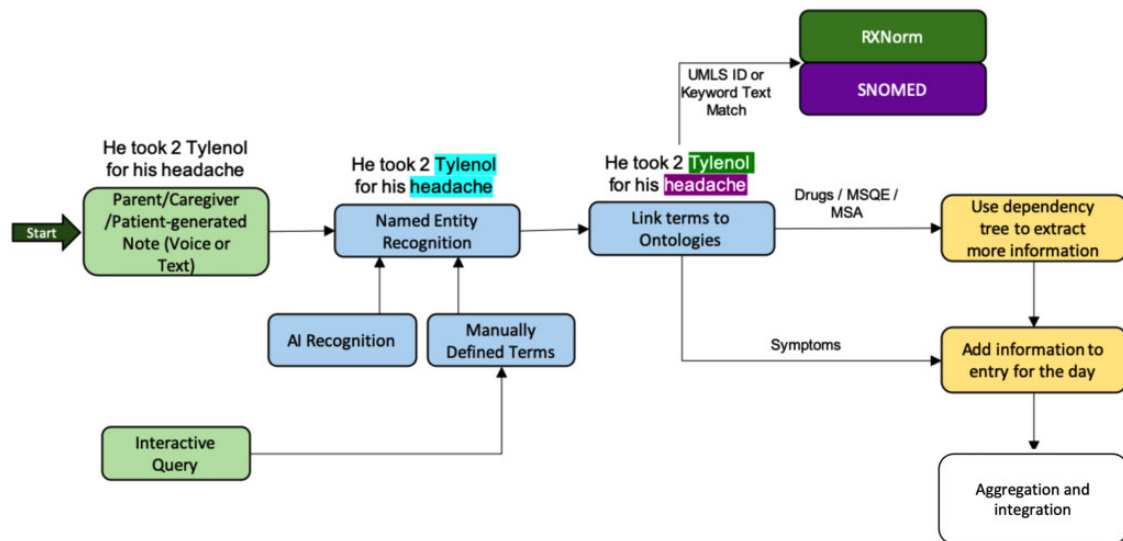 RXNorm
SNOMED
UMLS ID or
Keyword Text
Match
He took 2 Tylenol
for his headache
He took 2 Tylenol
for his headache
He took 2 Tylenol
for his headache
Start
Parent/Caregiver
/Patient-generated
Note (Voice or
Text)
Named Entity
Recognition
Link terms to
Ontologies
Drugs / MSQE /
MSA
Use dependency
tree to extract
more information
AI Recognition
Manually
Defined Terms
Symptoms
Add information to
entry for the day
Interactive
Query
Aggregation and
integration